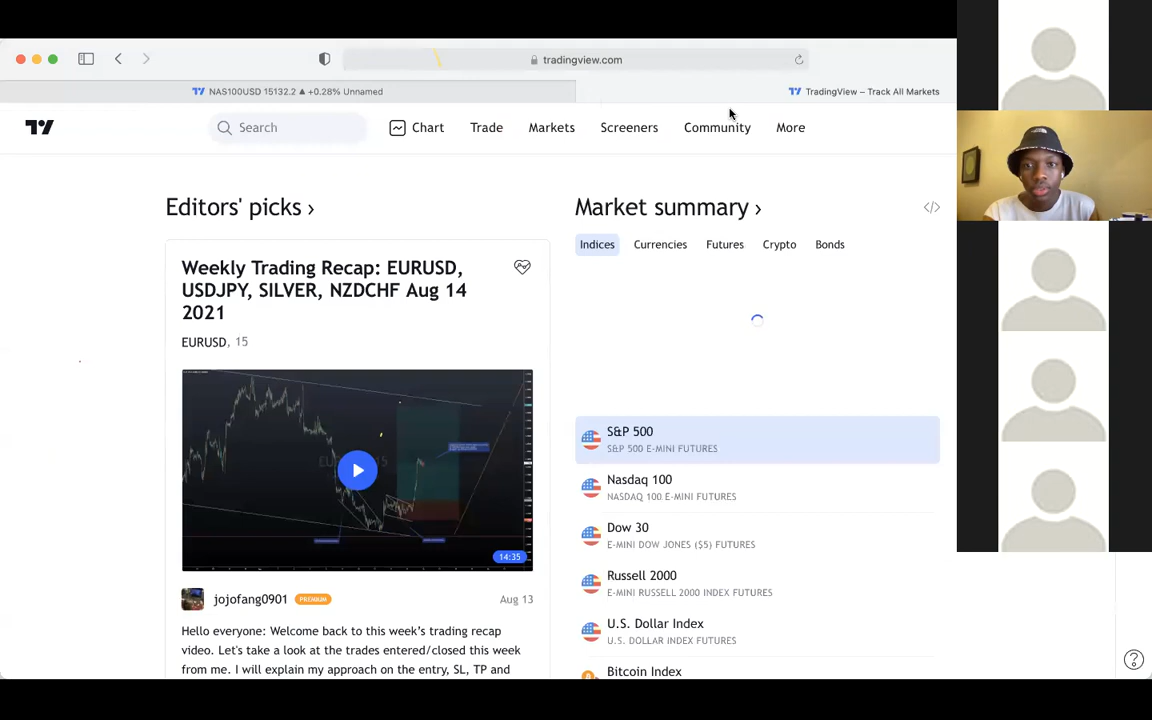 tradingview.com
NAS100USD 15132.2 ▲ +0.28% Unnamed
TradingView – Track All Markets
Search
Chart
Trade
Markets
Screeners
Community
More
Editors' picks ›
Weekly Trading Recap: EURUSD,
USDJPY, SILVER, NZDCHF Aug 14
2021
EURUSD, 15
14:35
jojofang0901 PREMIUM
Aug 13
Hello everyone: Welcome back to this week's trading recap
video. Let's take a look at the trades entered/closed this week
from me. I will explain my approach on the entry, SL, TP and
Market summary ›
Indices
Currencies
Futures
Crypto
Bonds
S&P 500
S&P 500 E-MINI FUTURES
Nasdaq 100
NASDAQ 100 E-MINI FUTURES
Dow 30
E-MINI DOW JONES ($5) FUTURES
Russell 2000
E-MINI RUSSELL 2000 INDEX FUTURES
U.S. Dollar Index
U.S. DOLLAR INDEX FUTURES
Bitcoin Index